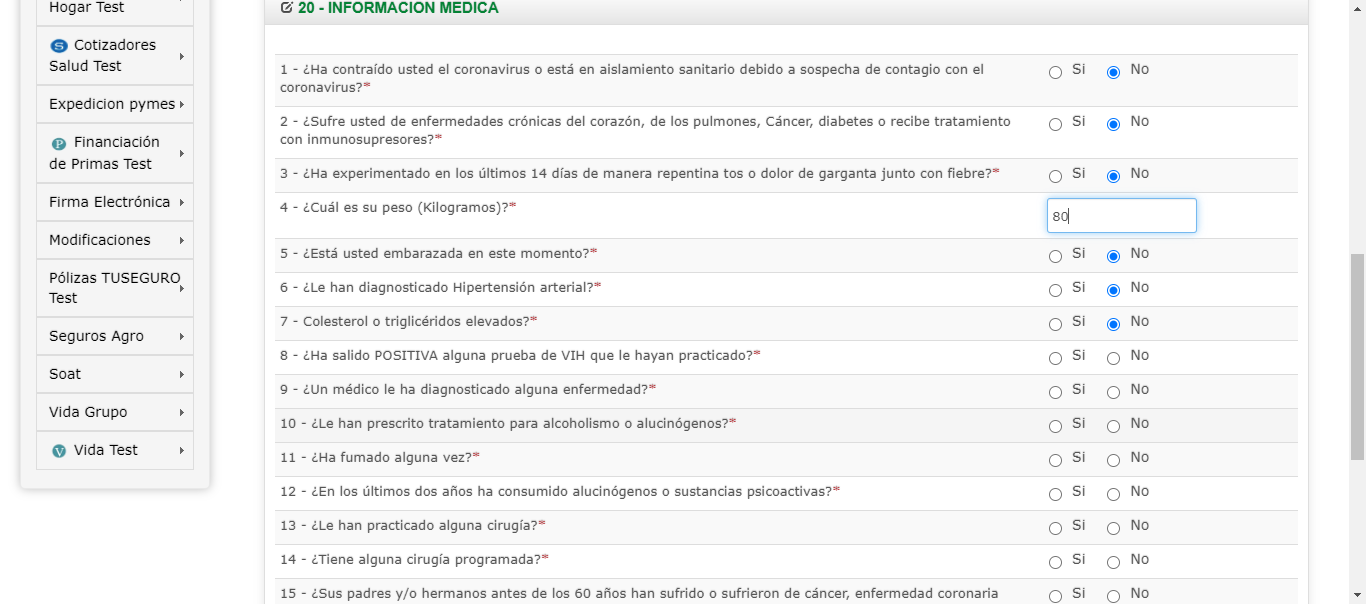 Hogar Test
Cotizadores
Salud Test
Expedicion pymes
Financiación
de Primas Test
Firma Electrónica
Modificaciones
Pólizas TUSEGURO
Test
Seguros Agro
Soat
Vida Grupo
Vida Test
20 - INFORMACION MEDICA
1 - ¿Ha contraído usted el coronavirus o está en aislamiento sanitario debido a sospecha de contagio con el
coronavirus?* Si No
2 - ¿Sufre usted de enfermedades crónicas del corazón, de los pulmones, Cáncer, diabetes o recibe tratamiento
con inmunosupresores?* Si No
3 - ¿Ha experimentado en los últimos 14 días de manera repentina tos o dolor de garganta junto con fiebre?* Si No
4 - ¿Cuál es su peso (Kilogramos)?* 80
5 - ¿Está usted embarazada en este momento?* Si No
6 - ¿Le han diagnosticado Hipertensión arterial?* Si No
7 - Colesterol o triglicéridos elevados?* Si No
8 - ¿Ha salido POSITIVA alguna prueba de VIH que le hayan practicado?* Si No
9 - ¿Un médico le ha diagnosticado alguna enfermedad?* Si No
10 - ¿Le han prescrito tratamiento para alcoholismo o alucinógenos?* Si No
11 - ¿Ha fumado alguna vez?* Si No
12 - ¿En los últimos dos años ha consumido alucinógenos o sustancias psicoactivas?* Si No
13 - ¿Le han practicado alguna cirugía?* Si No
14 - ¿Tiene alguna cirugía programada?* Si No
15 - ¿Sus padres y/o hermanos antes de los 60 años han sufrido o sufrieron de cáncer, enfermedad coronaria Si No